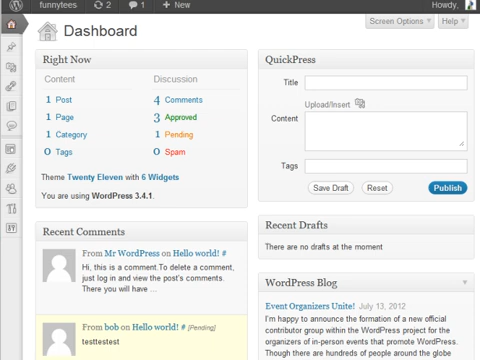 funnytees 2 1 + New Howdy,
Dashboard
Screen Options Help
Right Now
Content Discussion
1 Post 4 Comments
1 Page 3 Approved
1 Category 1 Pending
0 Tags 0 Spam
Theme Twenty Eleven with 6 Widgets
You are using WordPress 3.4.1.
Recent Comments
From Mr WordPress on Hello world! #
Hi, this is a comment.To delete a comment,
just log in and view the post's comments.
There you will have ...
From bob on Hello world! # [Pending]
testtestest
QuickPress
Title
Upload/Insert
Content
Tags
Save Draft Reset Publish
Recent Drafts
There are no drafts at the moment
WordPress Blog
Event Organizers Unite! July 13, 2012
I'm happy to announce the formation of a new official
contributor group within the WordPress project for the
organizers of in-person events that promote WordPress.
Though there are hundreds of people around the globe